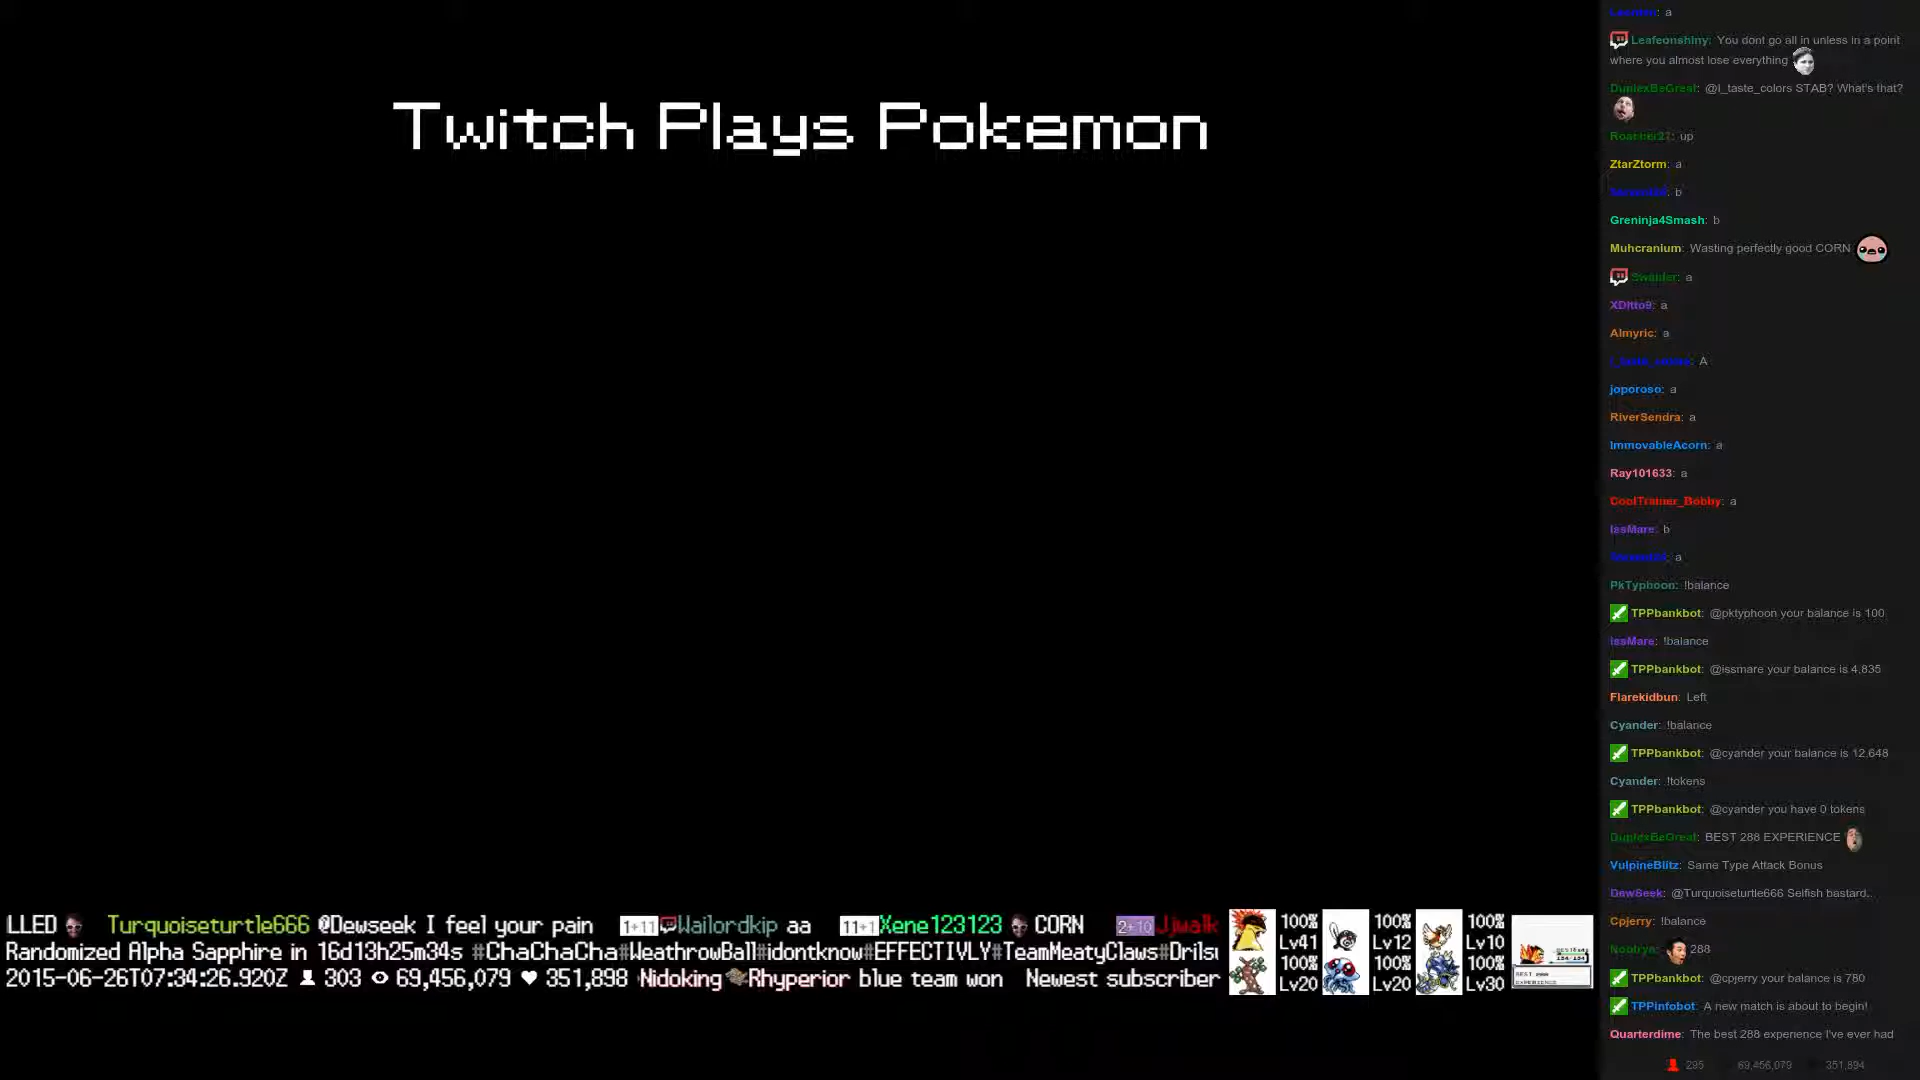 Twitch Plays Pokemon
LLED Turquoiseturtle666 @Dewseek I feel your pain 1+11 Wailordkip aa 11+1 Xene123123 CORN 2+10 Jjwalk
Randomized Alpha Sapphire in 16d13h25m34s #ChaChaCha#WeathrowBall#idontknow#EFFECTIVLY#TeamMeatyClaws#Drilsu
2015-06-26T07:34:26.920Z 303 69,456,079 351,898 Nidoking Rhyperior blue team won Newest subscriber
100% Lv41 100% Lv12 100% Lv10
100% Lv20 100% Lv20 100% Lv30
BEST 288
EXPERIENCE
a
Leafeonshiny: You dont go all in unless in a point
where you almost lose everything
DuplexBeGreat: @I_taste_colors STAB? What's that?
Roarcher27: up
ZtarZtorm: a
b
Greninja4Smash: b
Muhcranium: Wasting perfectly good CORN
Swalder: a
XDitto9: a
Almyric: a
I_taste_colors: A
joporoso: a
RiverSendra: a
ImmovableAcorn: a
Ray101633: a
CoolTrainer_Bobby: a
IssMare: b
a
PkTyphoon: !balance
TPPbankbot: @pktyphoon your balance is 100
IssMare: !balance
TPPbankbot: @issmare your balance is 4,835
Flarekidbun: Left
Cyander: !balance
TPPbankbot: @cyander your balance is 12,648
Cyander: !tokens
TPPbankbot: @cyander you have 0 tokens
DuplexBeGreat: BEST 288 EXPERIENCE
VulpineBlitz: Same Type Attack Bonus
DewSeek: @Turquoiseturtle666 Selfish bastard..
Cpjerry: !balance
288
TPPbankbot: @cpjerry your balance is 780
TPPinfobot: A new match is about to begin!
Quarterdime: The best 288 experience I've ever had
295 69,456,079 351,894